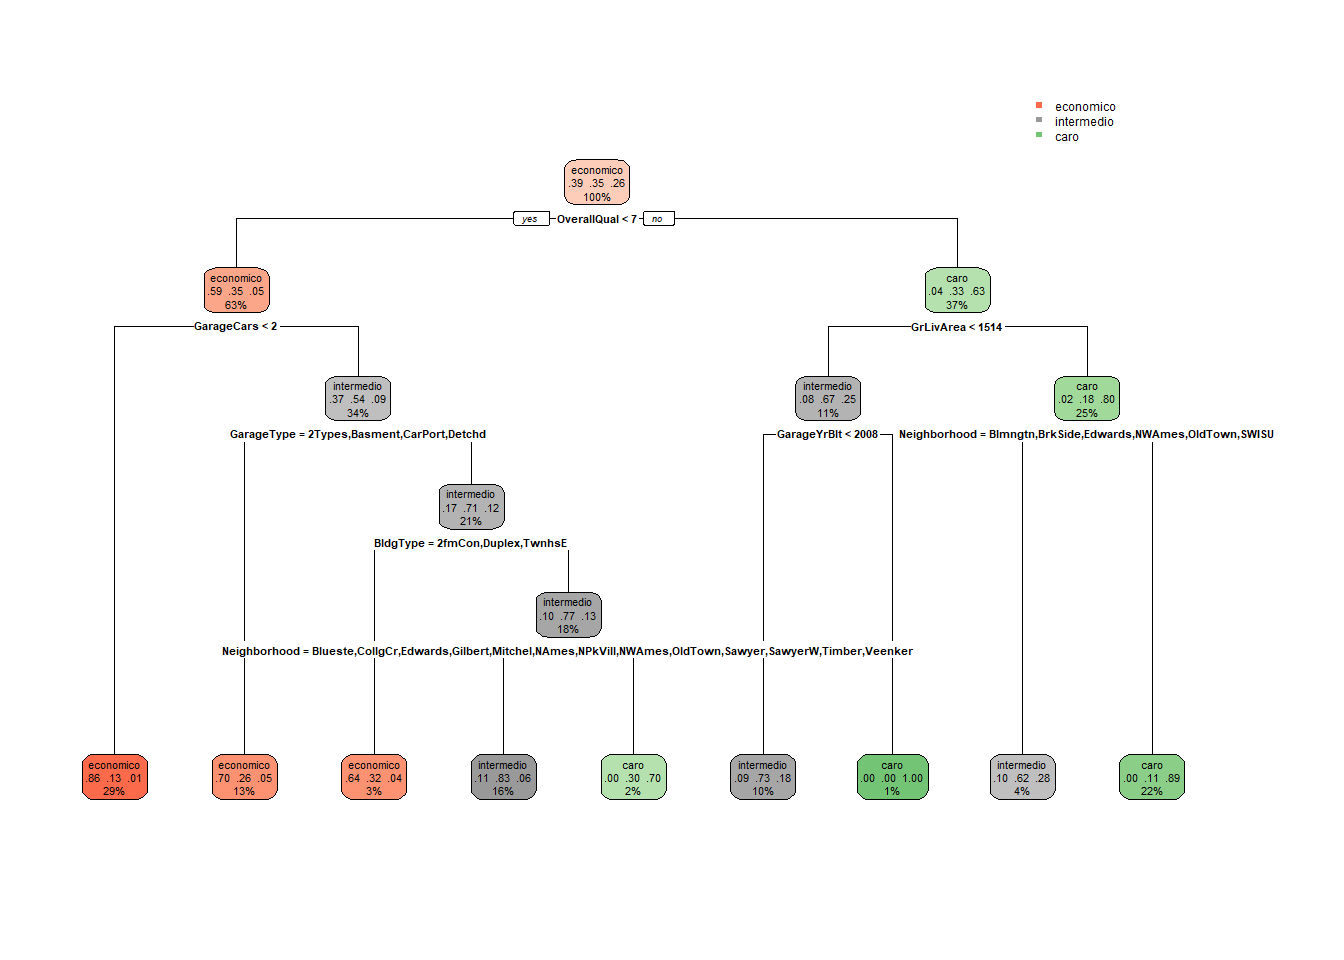 economico
intermedio
caro
economico
.39 .35 .26
100%
yes OverallQual < 7 no
economico
.59 .35 .05
63%
caro
.04 .33 .63
37%
GarageCars < 2
GrLivArea < 1514
intermedio
.37 .54 .09
34%
intermedio
.08 .67 .25
11%
caro
.02 .18 .80
25%
GarageType = 2Types,Basment,CarPort,Detchd
GarageYrBlt < 2008
Neighborhood = Blmngtn,BrkSide,Edwards,NWAmes,OldTown,SWISU
intermedio
.17 .71 .12
21%
BldgType = 2fmCon,Duplex,TwnhsE
intermedio
.10 .77 .13
18%
Neighborhood = Blueste,CollgCr,Edwards,Gilbert,Mitchel,NAmes,NPkVill,NWAmes,OldTown,Sawyer,SawyerW,Timber,Veenker
economico
.86 .13 .01
29%
economico
.70 .26 .05
13%
economico
.64 .32 .04
3%
intermedio
.11 .83 .06
16%
caro
.00 .30 .70
2%
intermedio
.09 .73 .18
10%
caro
.00 .00 1.00
1%
intermedio
.10 .62 .28
4%
caro
.00 .11 .89
22%